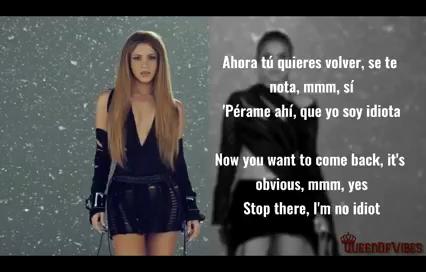 Ahora tú quieres volver, se te
nota, mmm, sí
'Pérame ahí, que yo soy idiota
Now you want to come back, it's
obvious, mmm, yes
Stop there, I'm no idiot
QUEENOFVIBES